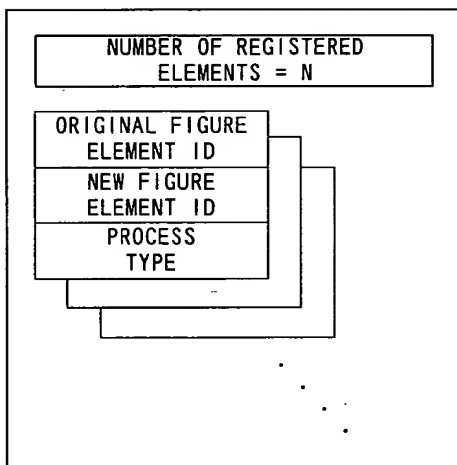 NUMBER OF REGISTERED
ELEMENTS = N
ORIGINAL FIGURE
ELEMENT ID
NEW FIGURE
ELEMENT ID
PROCESS
TYPE